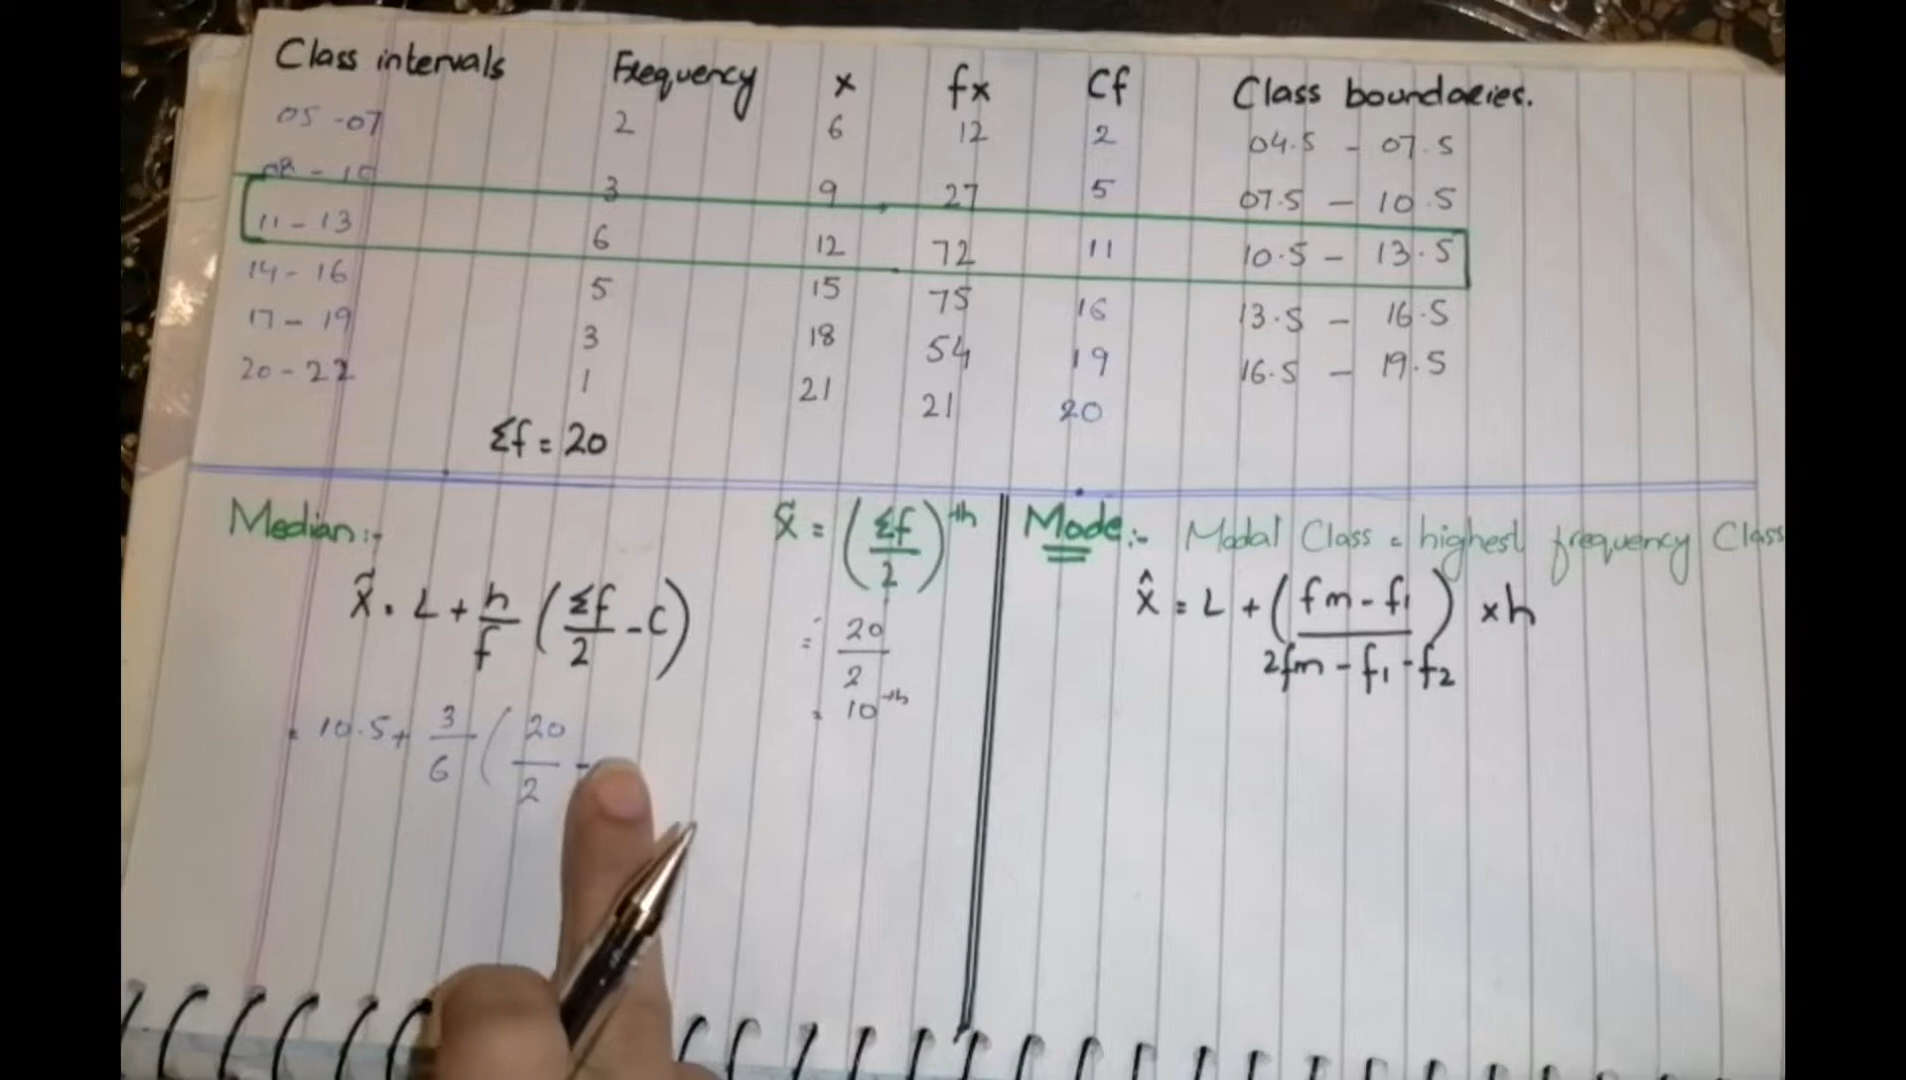 Class intervals Frequency x fx Cf Class boundaries.
05 - 07 2 6 12 2 04.5 - 07.5
08 - 10 3 9 27 5 07.5 - 10.5
11 - 13 6 12 72 11 10.5 - 13.5
14 - 16 5 15 75 16 13.5 - 16.5
17 - 19 3 18 54 19 16.5 - 19.5
20 - 22 1 21 21 20
Σf = 20
Median:-
x̃ = L + h/f (Σf/2 - C)
= 10.5 + 3/6 ( 20/2 -
x̃ = (Σf/2)th
= 20/2
= 10th
Mode:- Modal Class = highest frequency Class
x̂ = L + (fm - f1 / 2fm - f1 - f2) × h